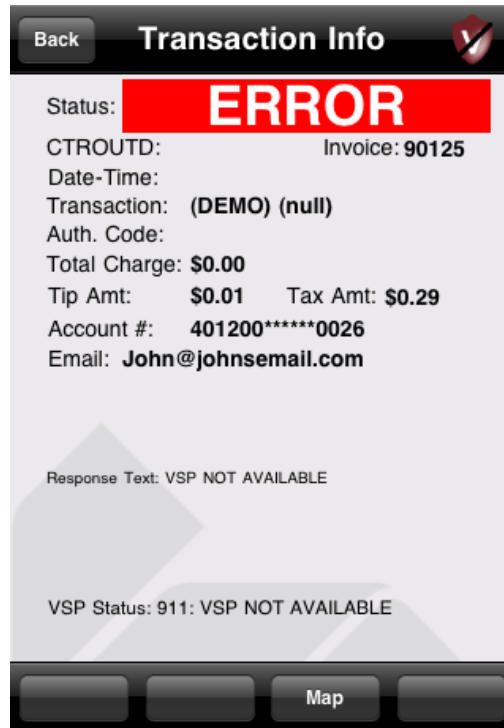 Back Transaction Info V
Status: ERROR
CTROUTD: Invoice: 90125
Date-Time:
Transaction: (DEMO) (null)
Auth. Code:
Total Charge: $0.00
Tip Amt: $0.01 Tax Amt: $0.29
Account #: 401200******0026
Email: John@johnsemail.com
Response Text: VSP NOT AVAILABLE
VSP Status: 911: VSP NOT AVAILABLE
Map